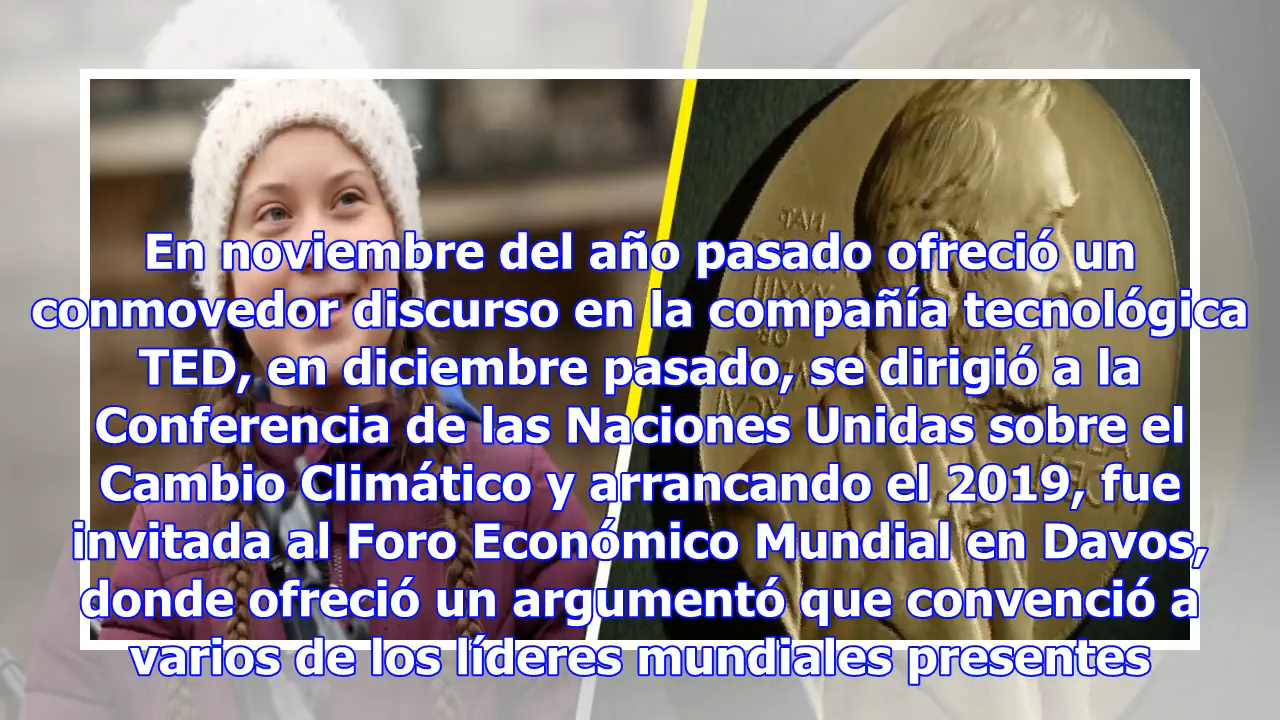 En noviembre del año pasado ofreció un
conmovedor discurso en la compañía tecnológica
TED, en diciembre pasado, se dirigió a la
Conferencia de las Naciones Unidas sobre el
Cambio Climático y arrancando el 2019, fue
invitada al Foro Económico Mundial en Davos,
donde ofreció un argumentó que convenció a
varios de los líderes mundiales presentes